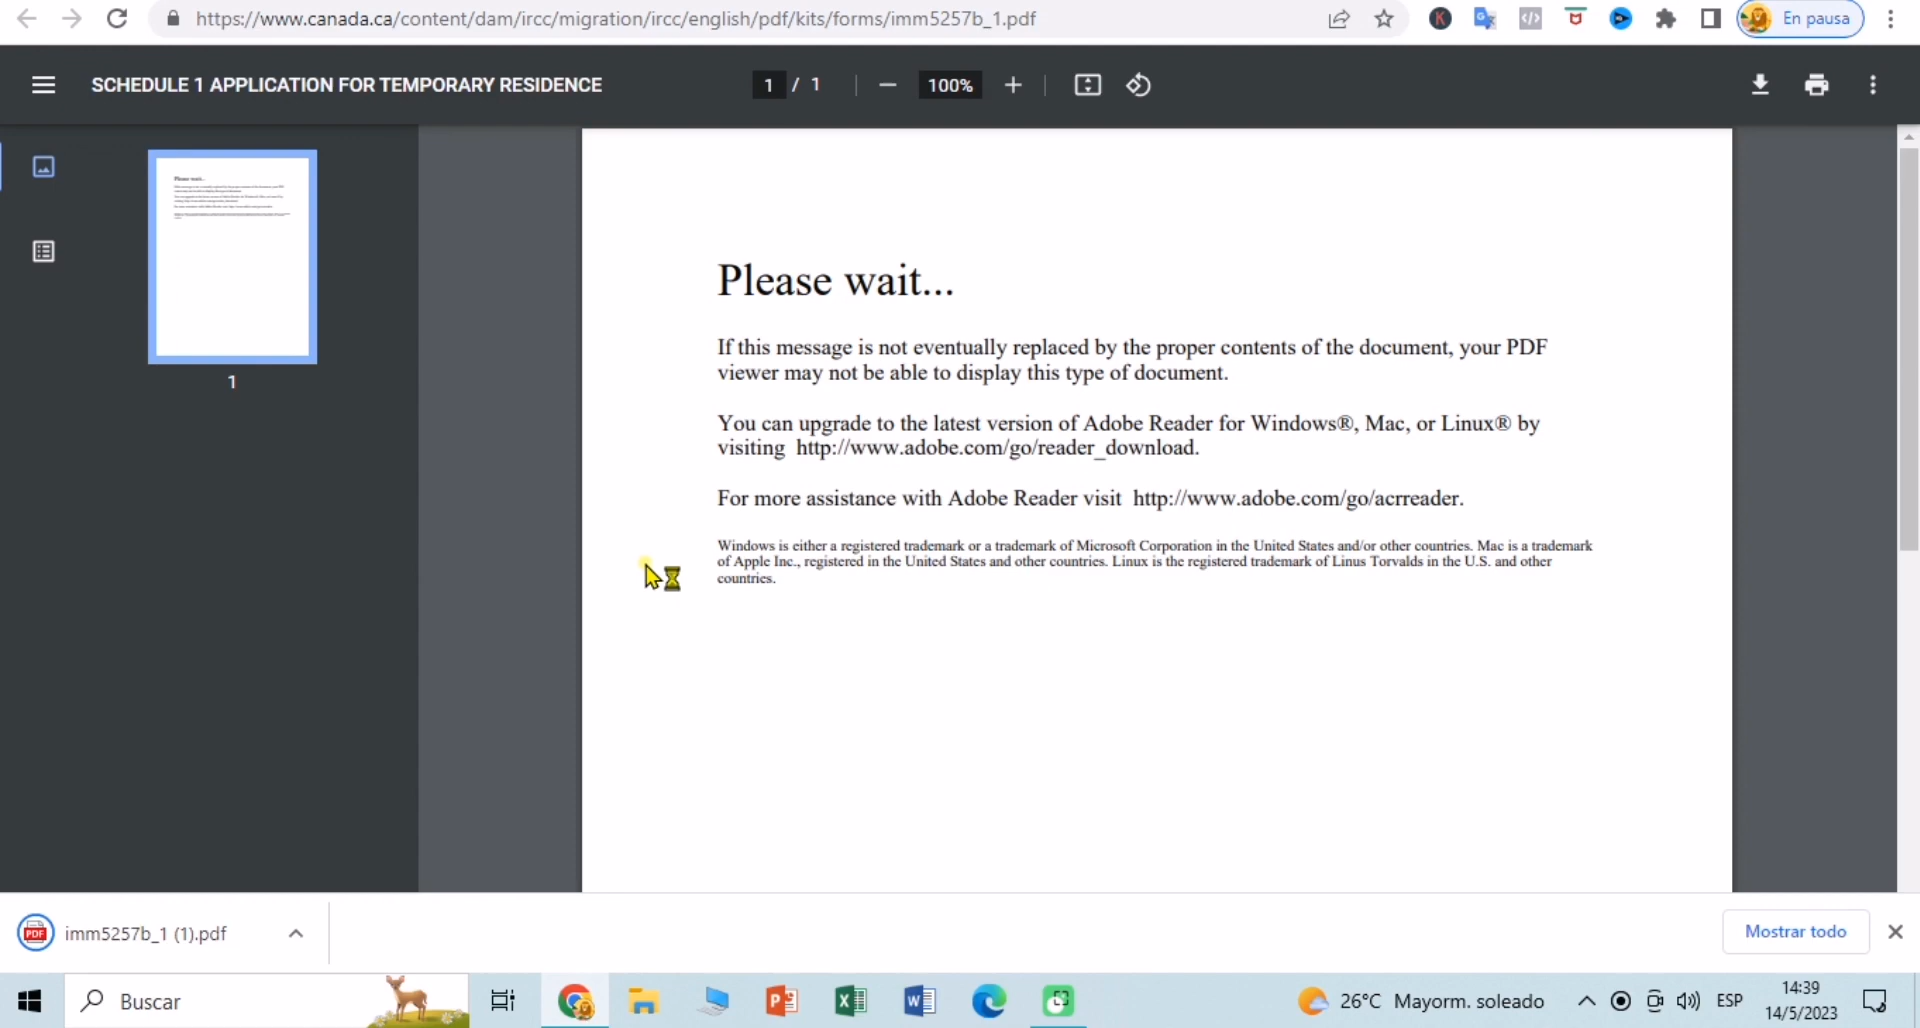 https://www.canada.ca/content/dam/ircc/migration/ircc/english/pdf/kits/forms/imm5257b_1.pdf
En pausa
SCHEDULE 1 APPLICATION FOR TEMPORARY RESIDENCE
1 / 1
100%
Please wait...
1
Please wait...
If this message is not eventually replaced by the proper contents of the document, your PDF
viewer may not be able to display this type of document.
You can upgrade to the latest version of Adobe Reader for Windows®, Mac, or Linux® by
visiting http://www.adobe.com/go/reader_download.
For more assistance with Adobe Reader visit http://www.adobe.com/go/acrreader.
Windows is either a registered trademark or a trademark of Microsoft Corporation in the United States and/or other countries. Mac is a trademark
of Apple Inc., registered in the United States and other countries. Linux is the registered trademark of Linus Torvalds in the U.S. and other
countries.
PDF
imm5257b_1 (1).pdf
Mostrar todo
Buscar
26°C Mayorm. soleado
ESP
14:39
14/5/2023